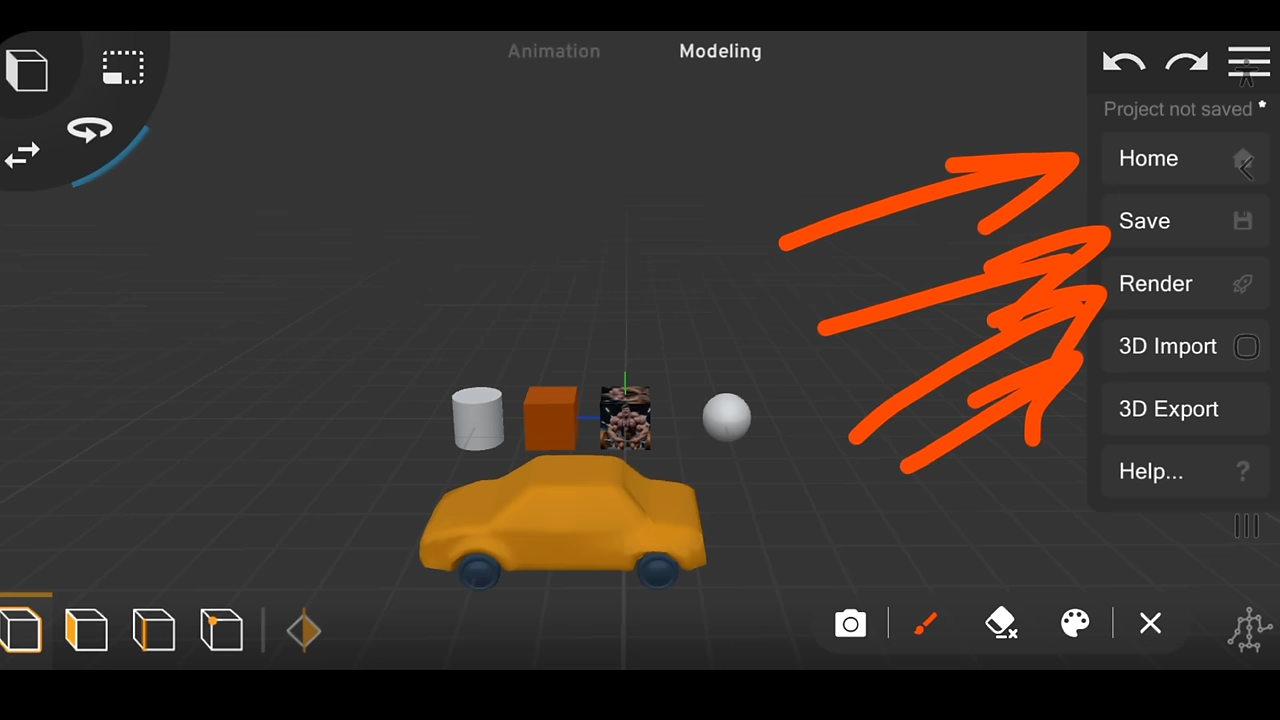 Animation
Modeling
Project not saved *
Home
Save
Render
3D Import
3D Export
Help...
?